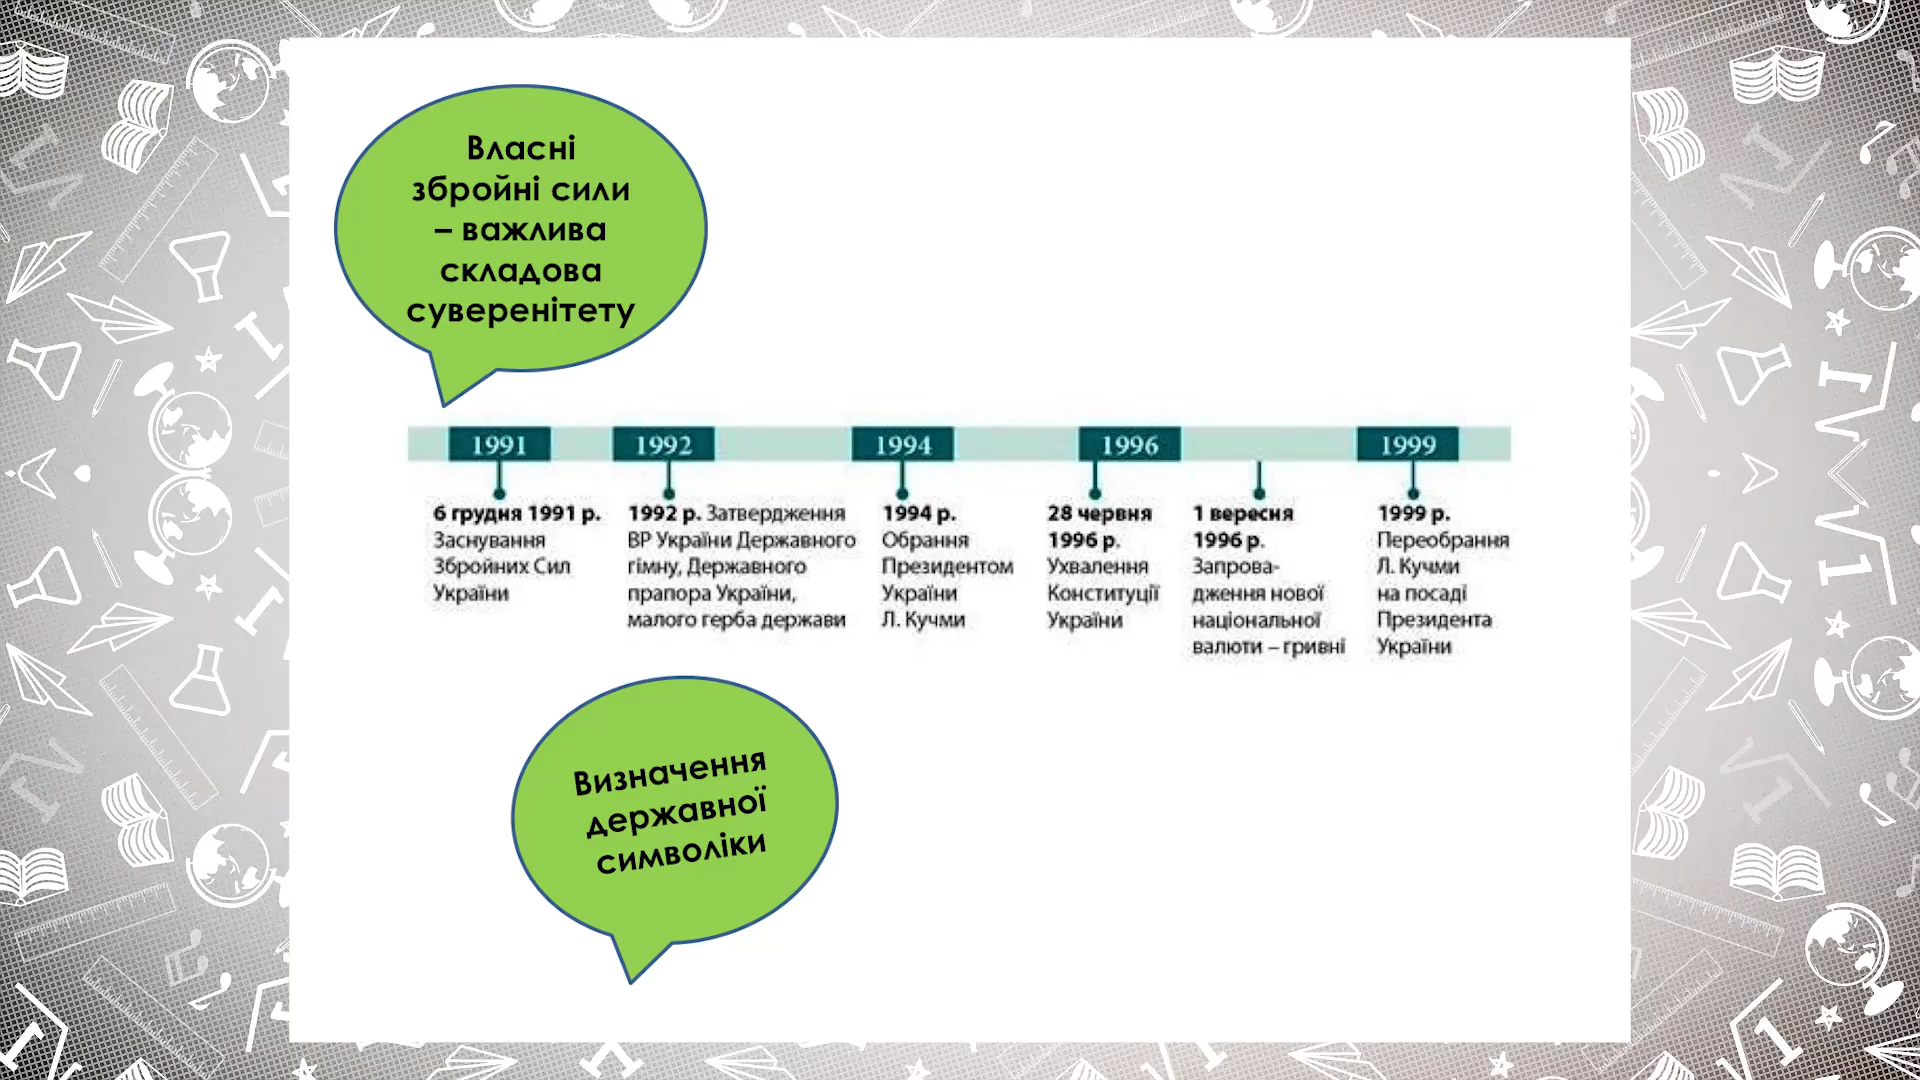 Власні
збройні сили
– важлива
складова
суверенітету
1991
1992
1994
1996
1999
6 грудня 1991 р.
Заснування
Збройних Сил
України
1992 р. Затвердження
ВР України Державного
гімну, Державного
прапора України,
малого герба держави
1994 р.
Обрання
Президентом
України
Л. Кучми
28 червня
1996 р.
Ухвалення
Конституції
України
1 вересня
1996 р.
Запрова-
дження нової
національної
валюти – гривні
1999 р.
Переобрання
Л. Кучми
на посаді
Президента
України
Визначення
державної
символіки